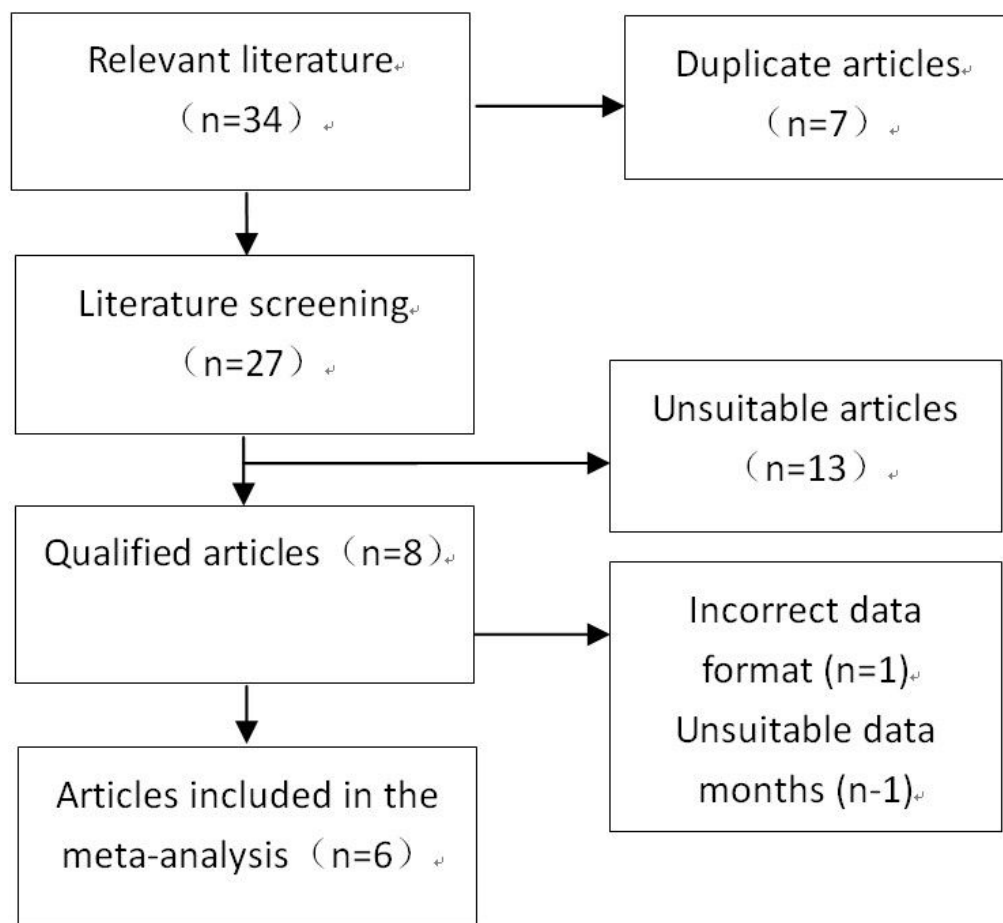 Relevant literature
（n=34）
Duplicate articles
（n=7）
Literature screening
（n=27）
Unsuitable articles
（n=13）
Qualified articles（n=8）
Incorrect data
format (n=1)
Unsuitable data
months (n-1)
Articles included in the
meta-analysis（n=6）